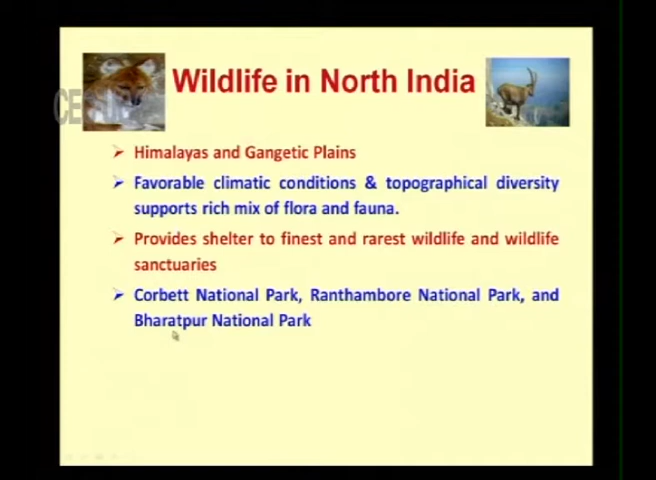 Wildlife in North India
Himalayas and Gangetic Plains
Favorable climatic conditions & topographical diversity
supports rich mix of flora and fauna.
Provides shelter to finest and rarest wildlife and wildlife
sanctuaries
Corbett National Park, Ranthambore National Park, and
Bharatpur National Park